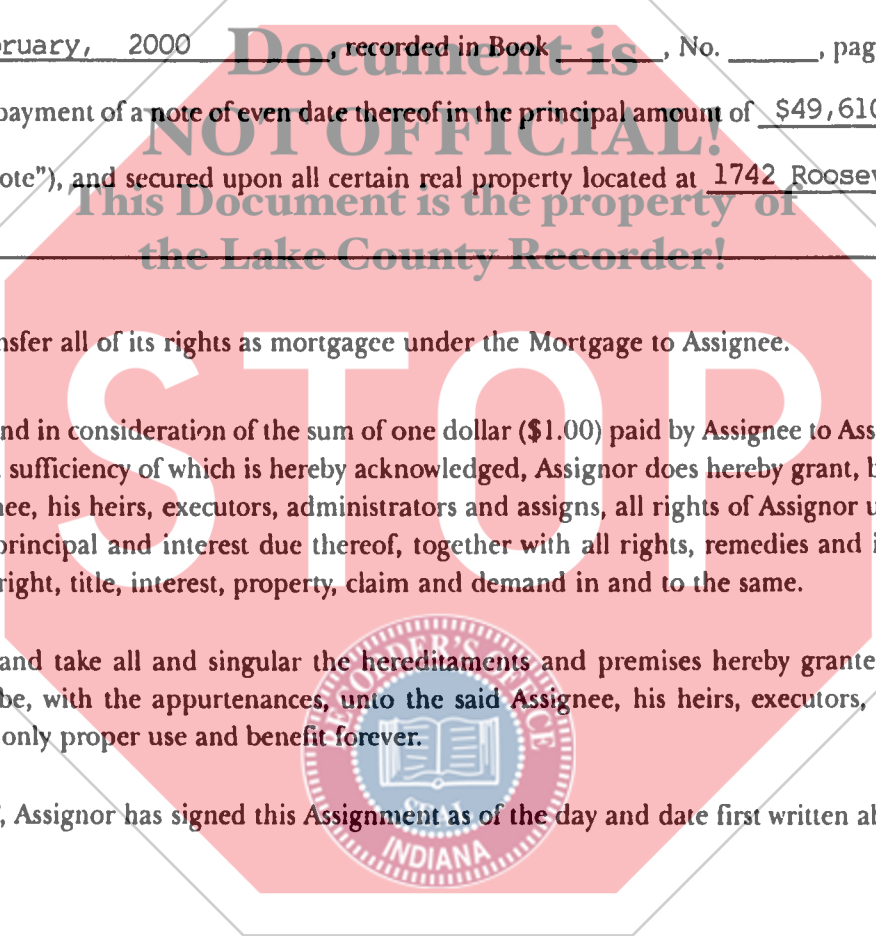 Document is
NOT OFFICIAL!
This Document is the property of
the Lake County Recorder!
STOP
bruary, 2000, recorded in Book ____, No. ____, pag
payment of a note of even date thereof in the principal amount of $49,610
ote"), and secured upon all certain real property located at 1742 Roosev
nsfer all of its rights as mortgagee under the Mortgage to Assignee.
nd in consideration of the sum of one dollar ($1.00) paid by Assignee to Ass
sufficiency of which is hereby acknowledged, Assignor does hereby grant, b
nee, his heirs, executors, administrators and assigns, all rights of Assignor u
principal and interest due thereof, together with all rights, remedies and i
right, title, interest, property, claim and demand in and to the same.
and take all and singular the hereditaments and premises hereby grante
be, with the appurtenances, unto the said Assignee, his heirs, executors,
only proper use and benefit forever.
, Assignor has signed this Assignment as of the day and date first written ab
RECORDER'S OFFICE
SEAL
INDIANA